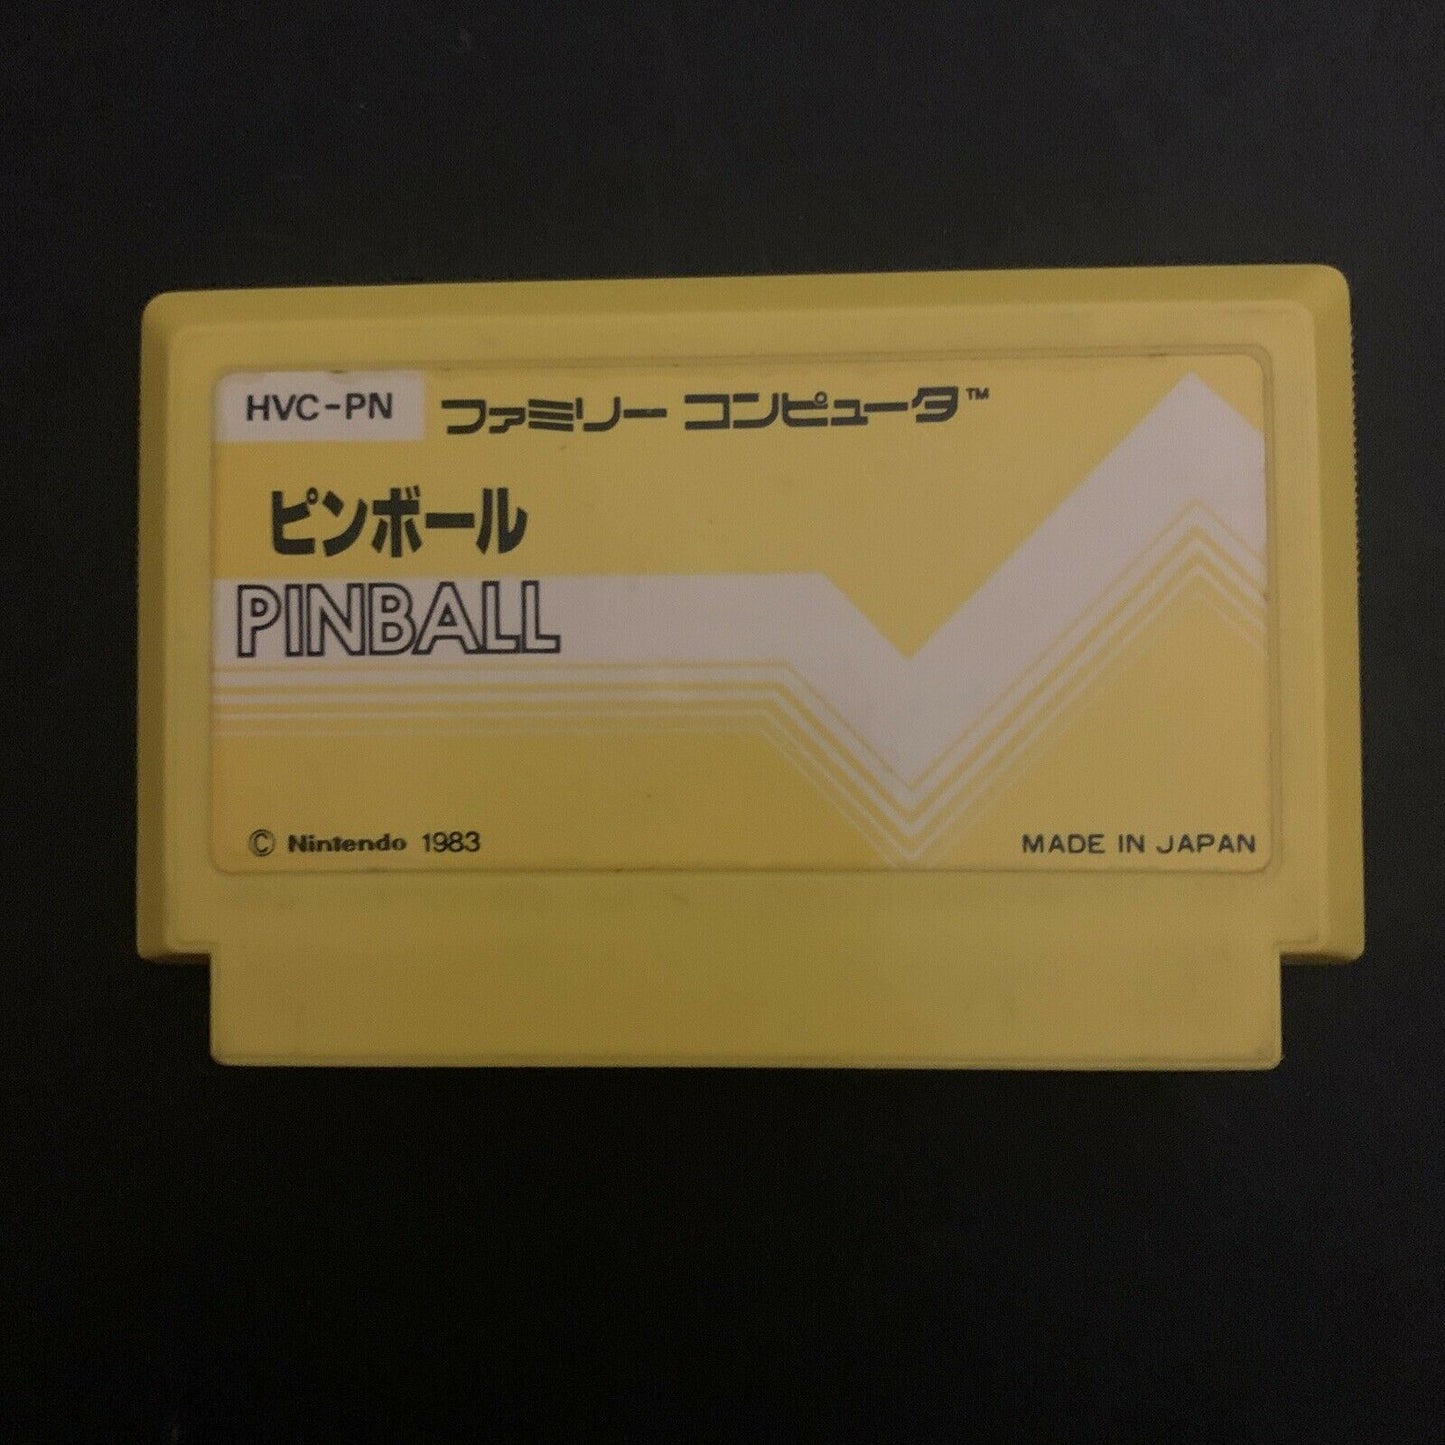 HVC-PN ファミリー コンピュータ™
ピンボール
PINBALL
© Nintendo 1983
MADE IN JAPAN